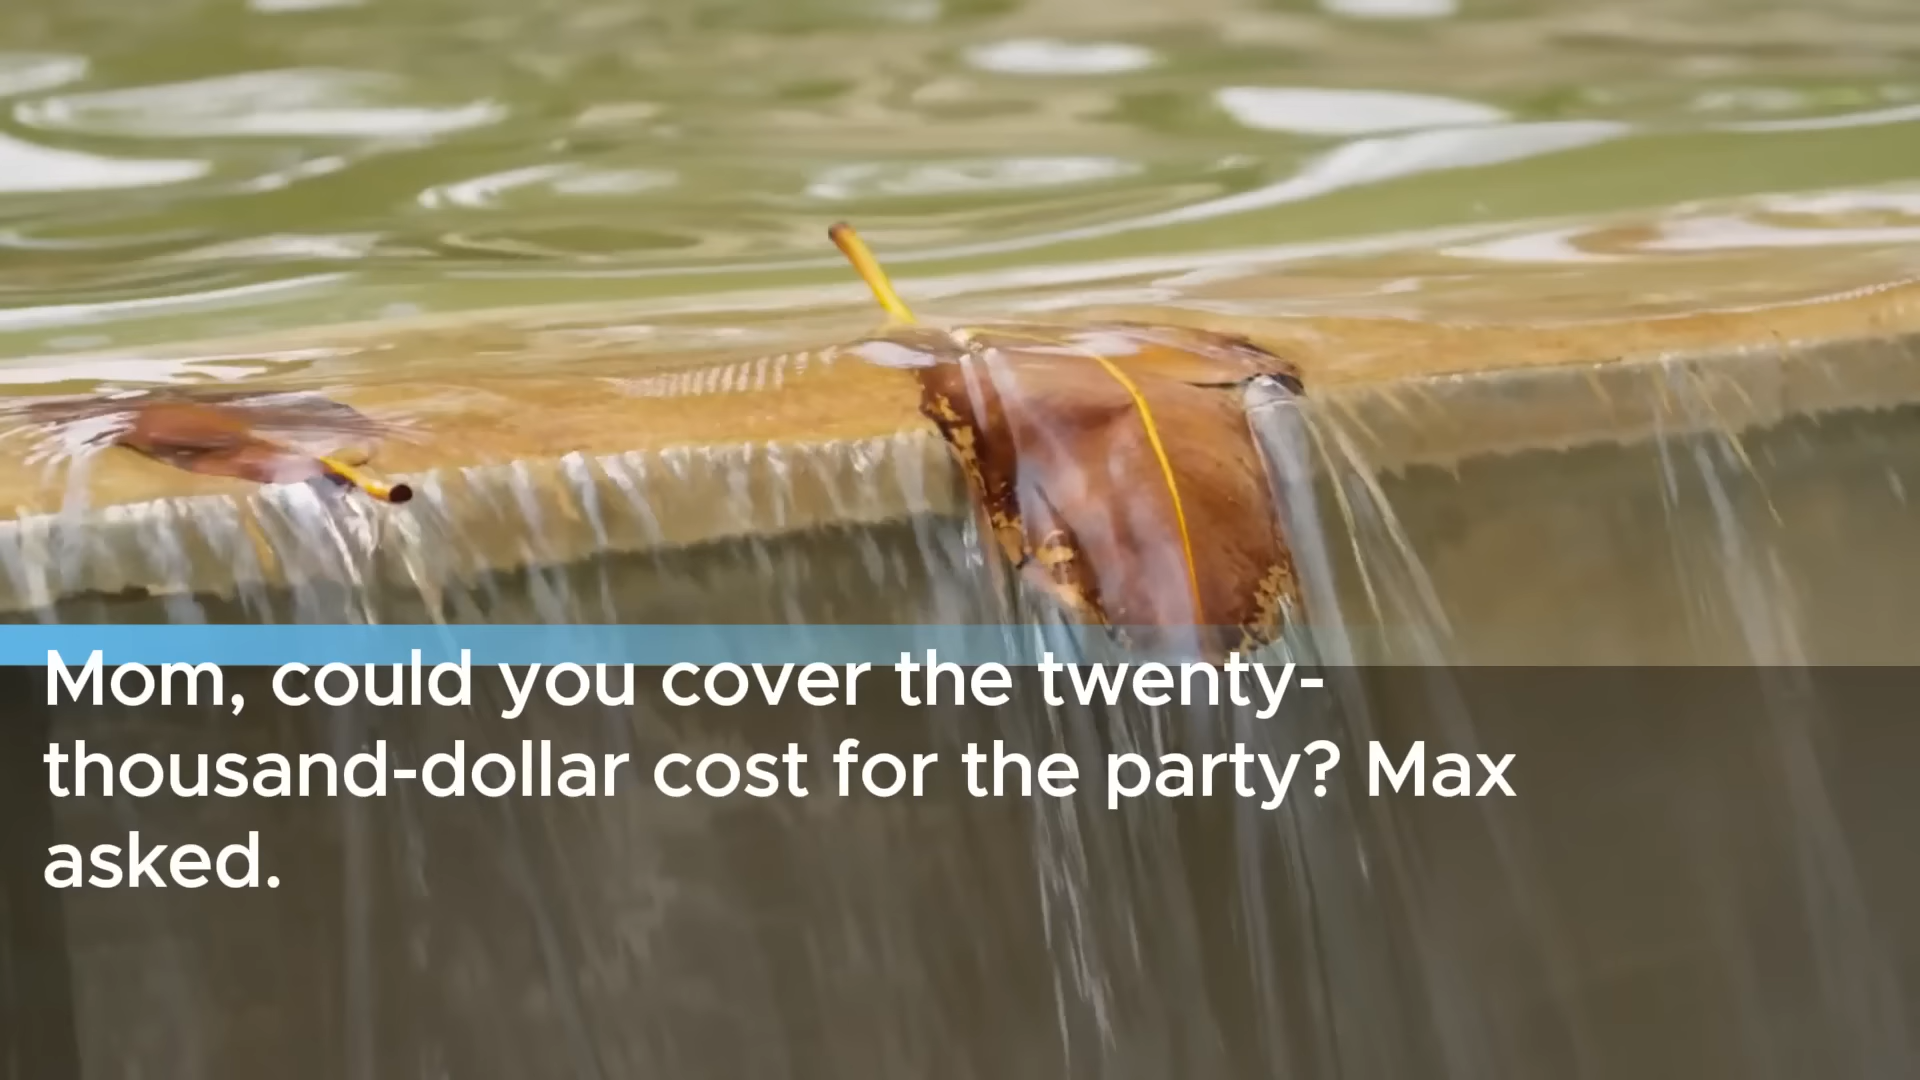 Mom, could you cover the twenty-
thousand-dollar cost for the party? Max
asked.